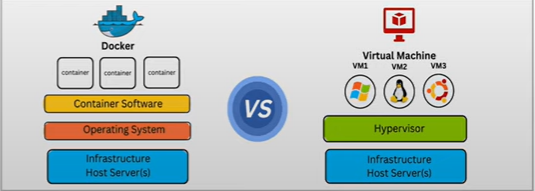 Docker
container
container
container
Container Software
Operating System
Infrastructure
Host Server(s)
VS
Virtual Machine
VM1
VM2
VM3
Hypervisor
Infrastructure
Host Server(s)